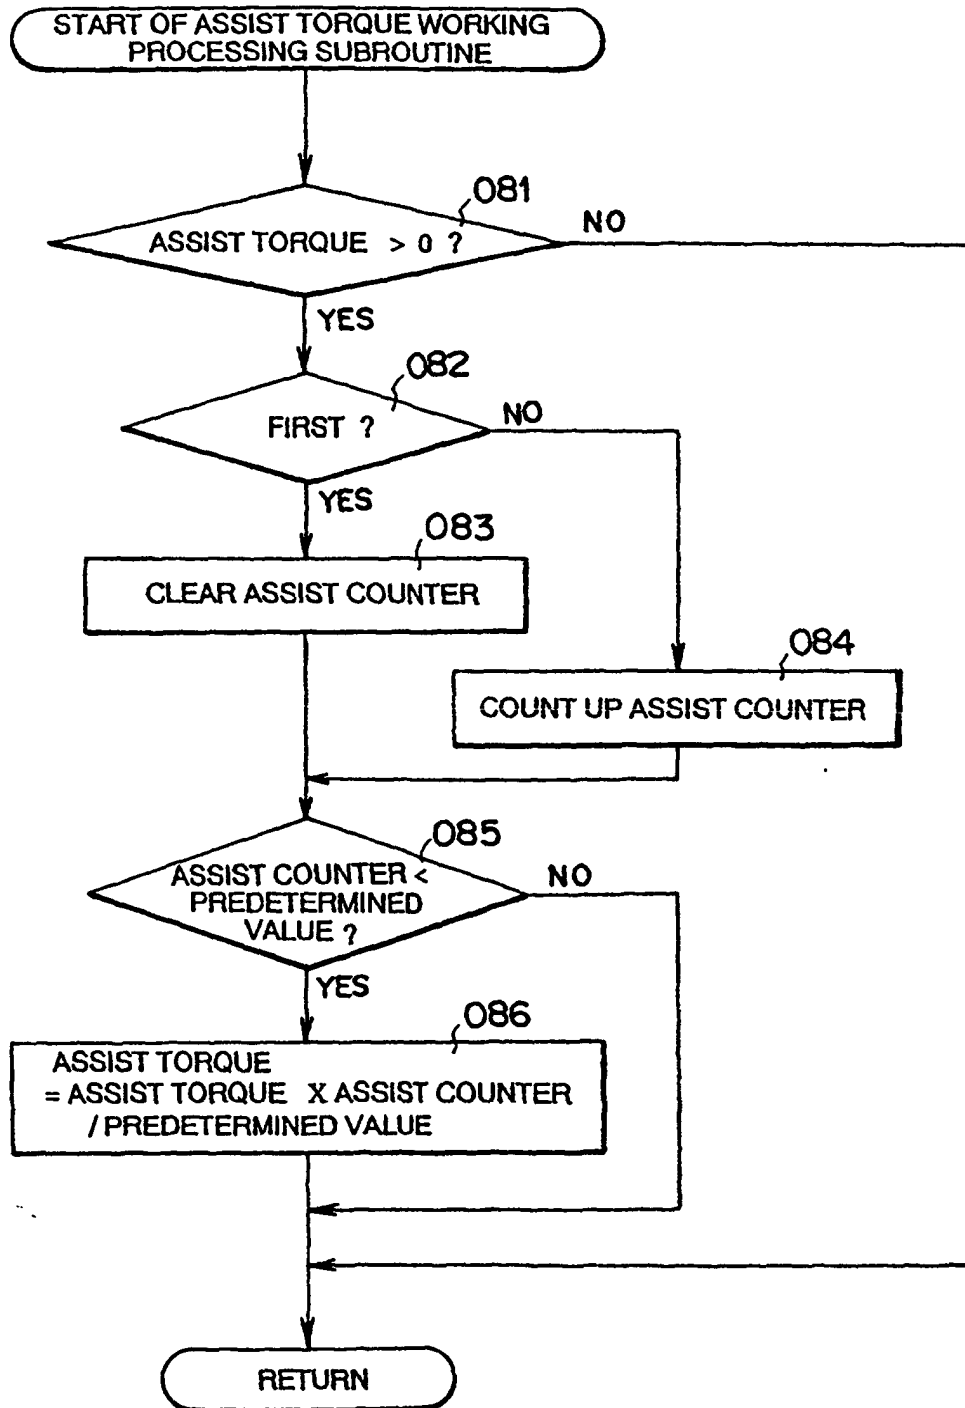 START OF ASSIST TORQUE WORKING
PROCESSING SUBROUTINE
081
ASSIST TORQUE > 0 ?
NO
YES
082
FIRST ?
NO
YES
083
CLEAR ASSIST COUNTER
084
COUNT UP ASSIST COUNTER
085
ASSIST COUNTER <
PREDETERMINED
VALUE ?
NO
YES
086
ASSIST TORQUE
= ASSIST TORQUE X ASSIST COUNTER
/ PREDETERMINED VALUE
RETURN